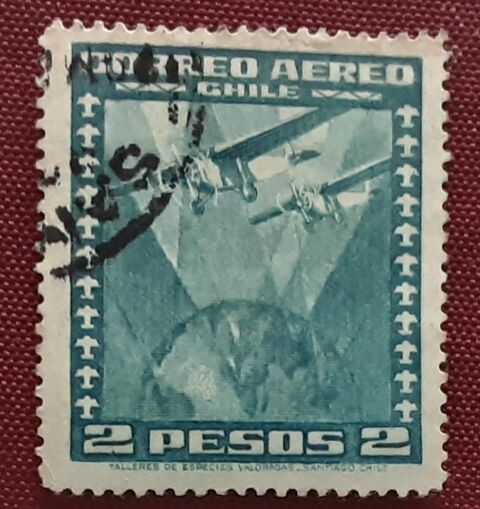 CORREO AEREO
CHILE
2 PESOS 2
TALLERES DE ESPECIES VALORADAS - SANTIAGO CHILE